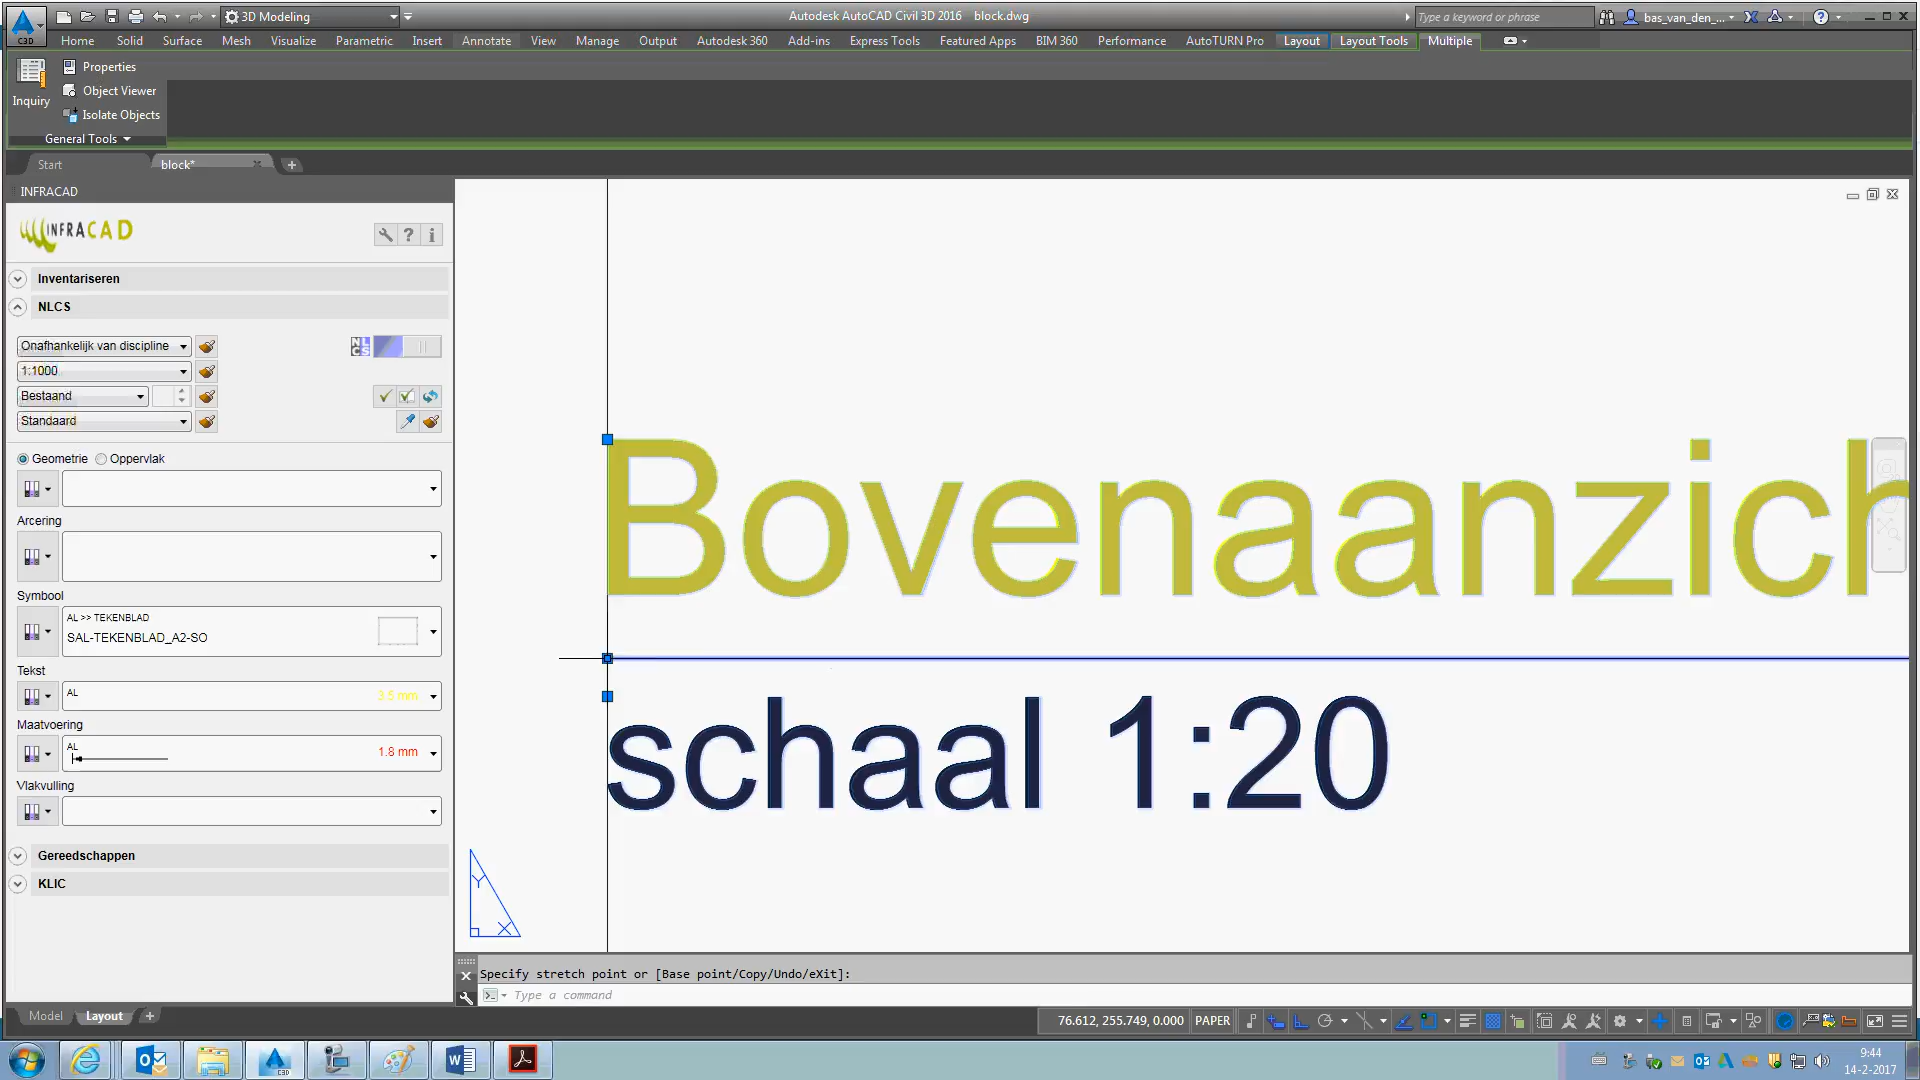 3D Modeling
Autodesk AutoCAD Civil 3D 2016 block.dwg
Type a keyword or phrase
bas_van_den_...
C3D
Home Solid Surface Mesh Visualize Parametric Insert Annotate View Manage Output Autodesk 360 Add-ins Express Tools Featured Apps BIM 360 Performance AutoTURN Pro Layout Layout Tools Multiple
Inquiry
Properties
Object Viewer
Isolate Objects
General Tools
Start
block*
INFRACAD
INFRACAD
Inventariseren
NLCS
Onafhankelijk van discipline
NLCS
1:1000
Bestaand
Standaard
Geometrie Oppervlak
Arcering
Symbool
AL >> TEKENBLAD
SAL-TEKENBLAD_A2-SO
Tekst
AL 3.5 mm
Maatvoering
AL 1.8 mm
Vlakvulling
Gereedschappen
KLIC
Bovenaanzich
schaal 1:20
Y
X
Specify stretch point or [Base point/Copy/Undo/eXit]:
Type a command
Model Layout
76.612, 255.749, 0.000 PAPER
9:44
14-2-2017